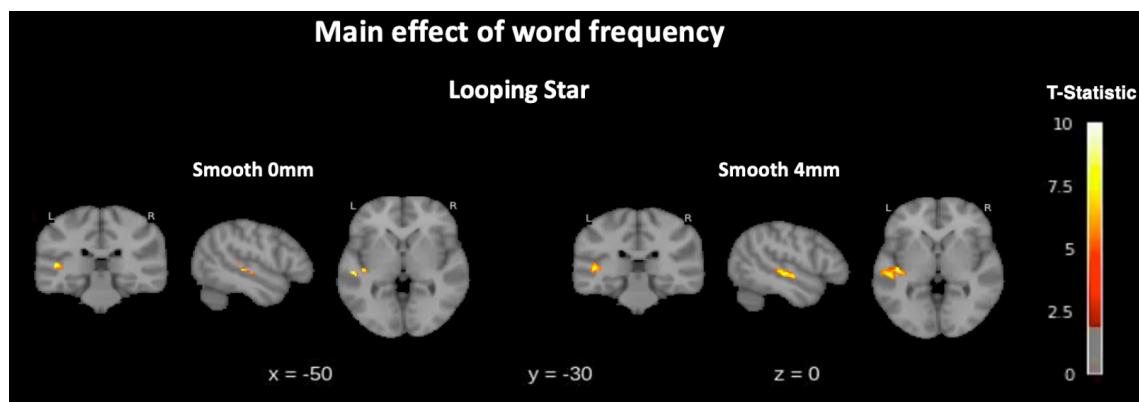 Main effect of word frequency
Looping Star
T-Statistic
10
7.5
5
2.5
0
Smooth 0mm
Smooth 4mm
L R
L
R
L R
L
R
x = -50
y = -30
z = 0